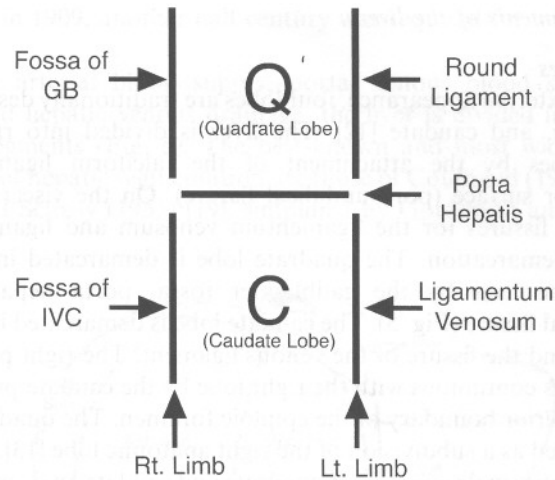 Fossa of
GB
Q
(Quadrate Lobe)
Round
Ligament
Porta
Hepatis
Fossa of
IVC
C
(Caudate Lobe)
Ligamentum
Venosum
Rt. Limb
Lt. Limb